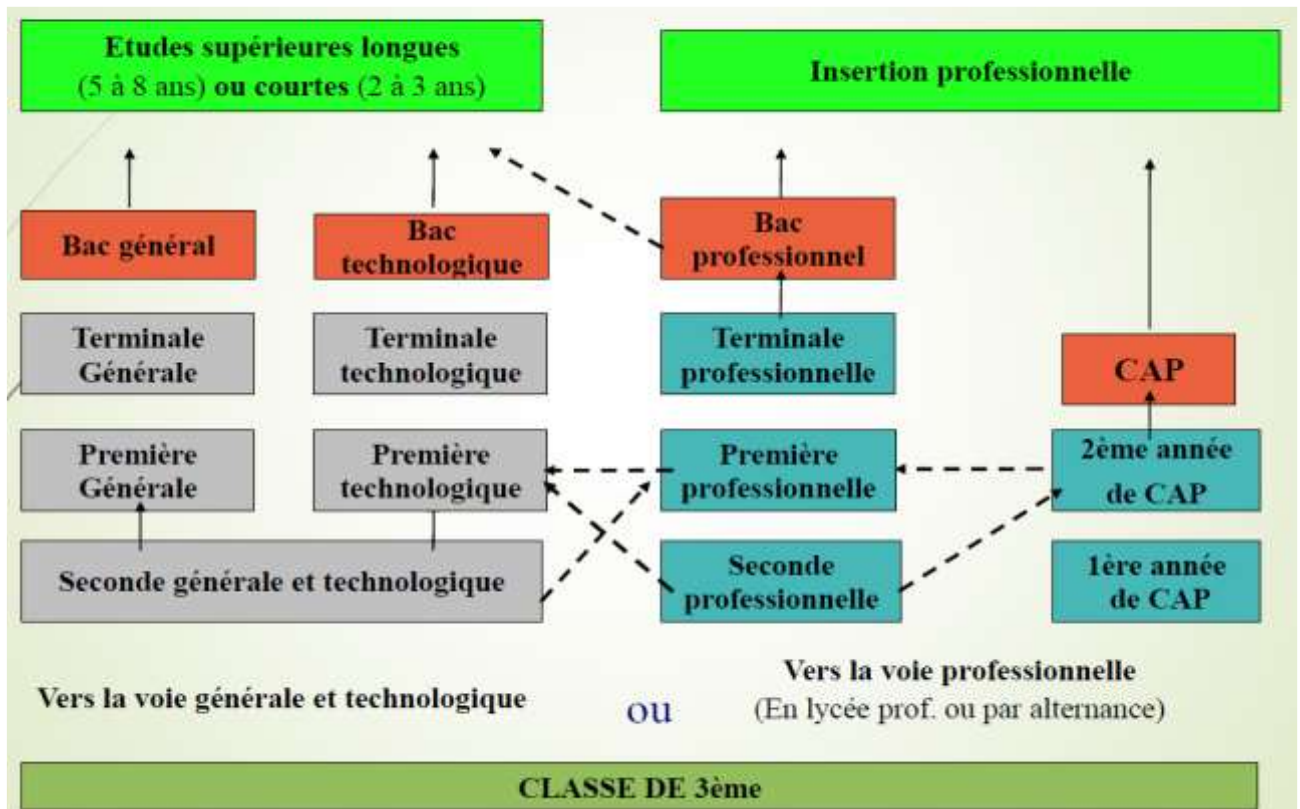 Etudes supérieures longues
(5 à 8 ans) ou courtes (2 à 3 ans)
Insertion professionnelle
Bac général
Bac
technologique
Bac
professionnel
Terminale
Générale
Terminale
technologique
Terminale
professionnelle
CAP
Première
Générale
Première
technologique
Première
professionnelle
2ème année
de CAP
Seconde générale et technologique
Seconde
professionnelle
1ère année
de CAP
Vers la voie générale et technologique
ou
Vers la voie professionnelle
(En lycée prof. ou par alternance)
CLASSE DE 3ème